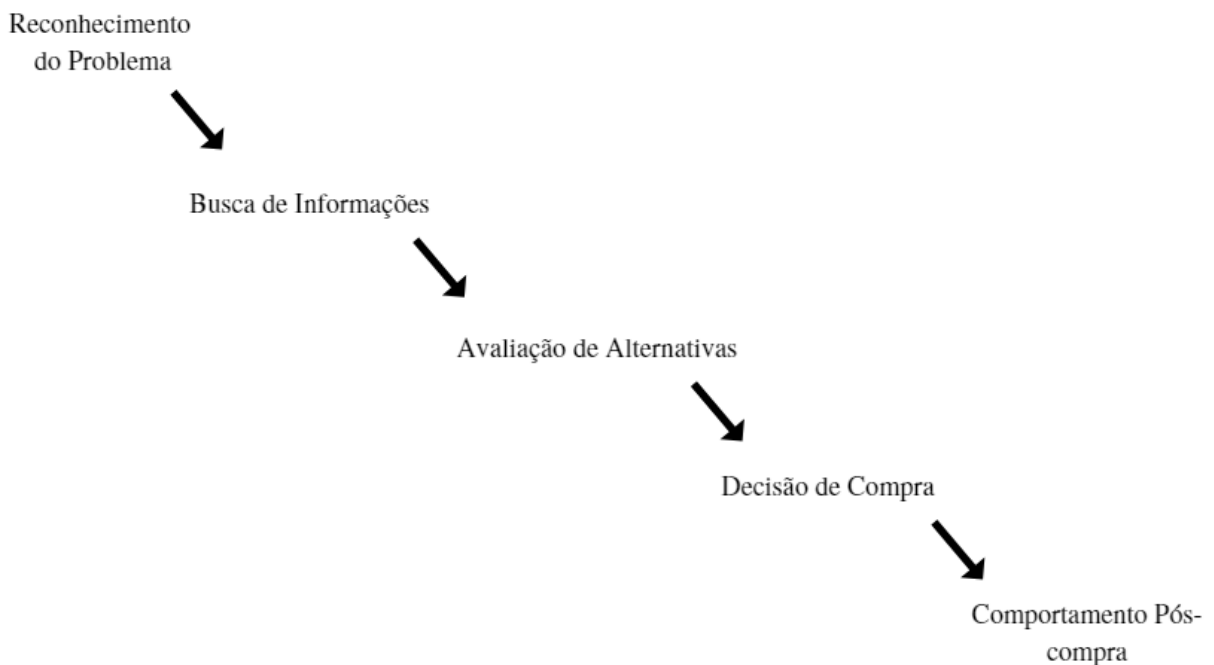 Reconhecimento
do Problema
Busca de Informações
Avaliação de Alternativas
Decisão de Compra
Comportamento Pós-
compra